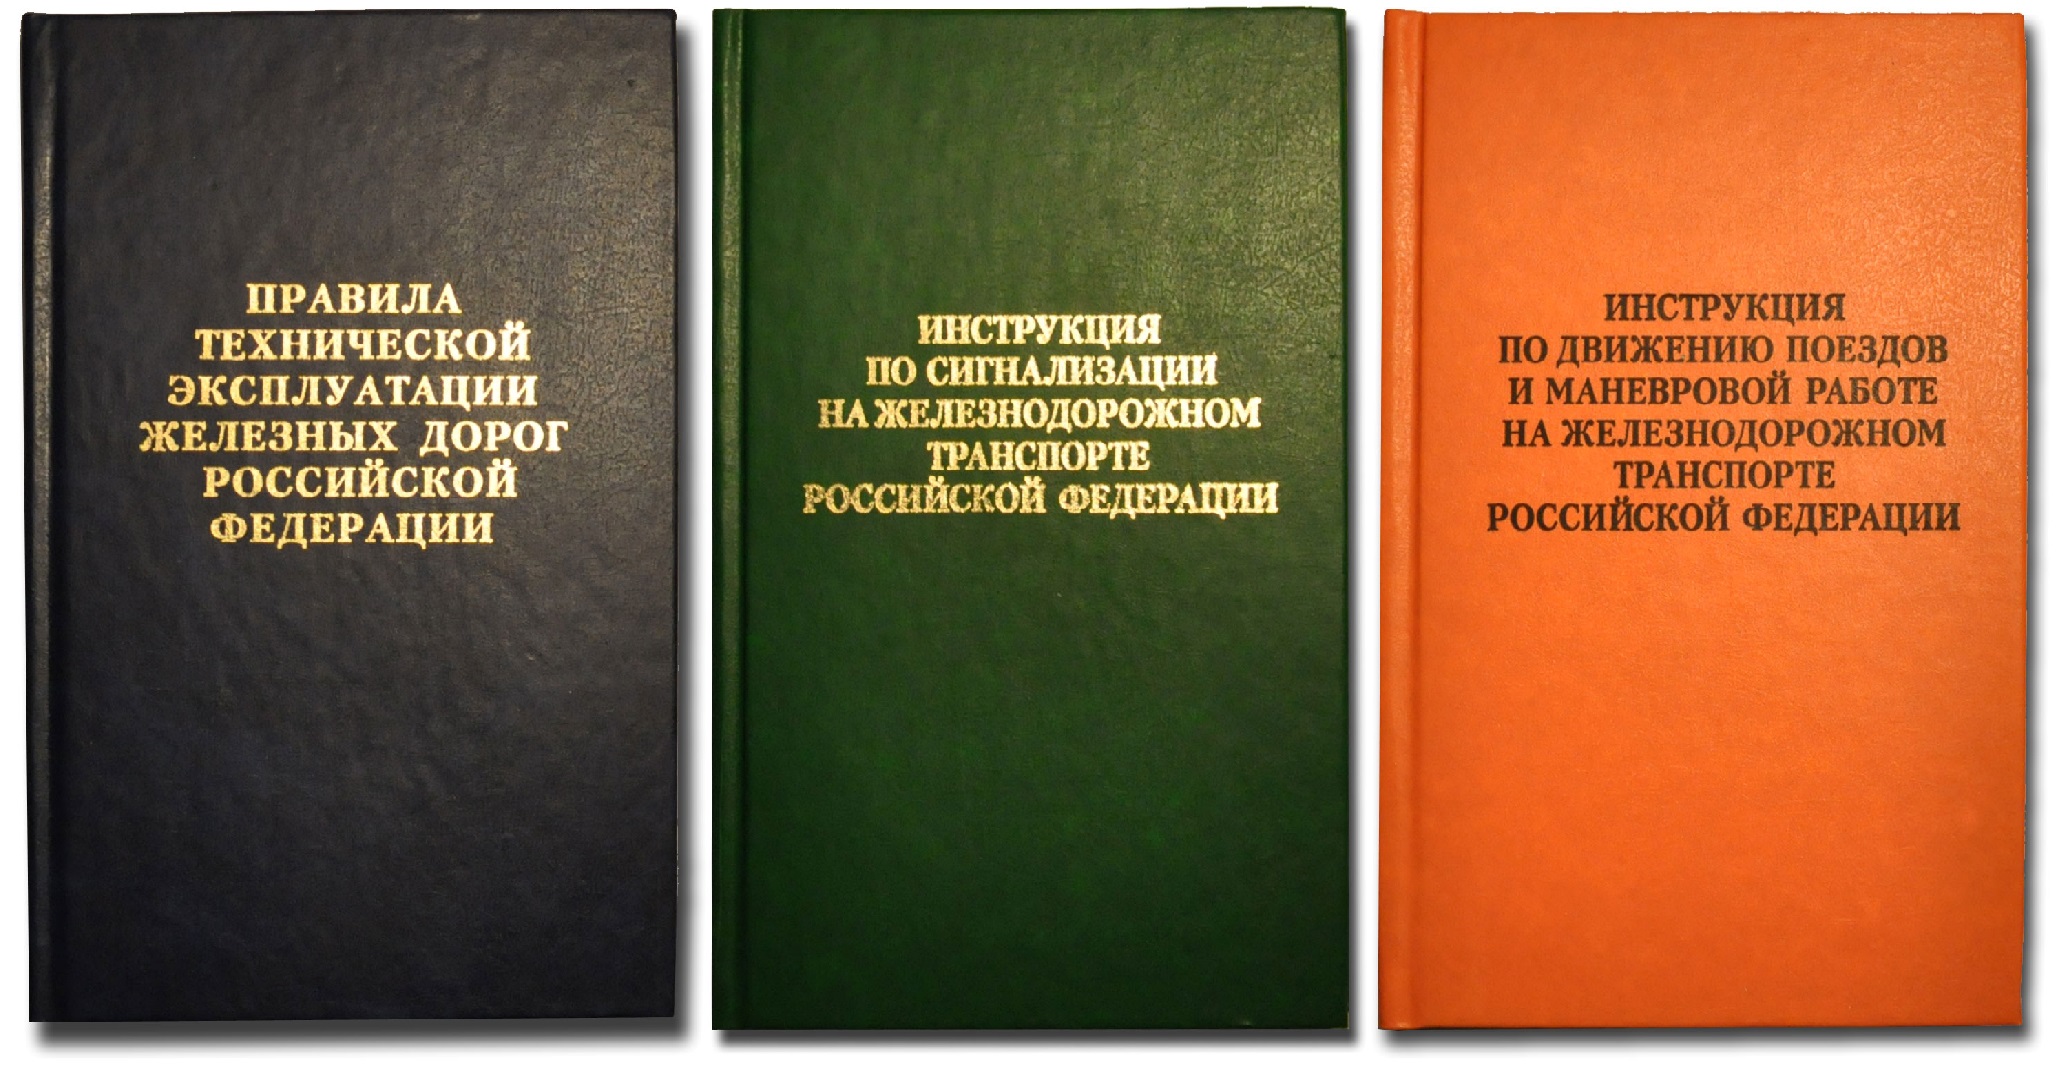 ПРАВИЛА
ТЕХНИЧЕСКОЙ
ЭКСПЛУАТАЦИИ
ЖЕЛЕЗНЫХ ДОРОГ
РОССИЙСКОЙ
ФЕДЕРАЦИИ
ИНСТРУКЦИЯ
ПО СИГНАЛИЗАЦИИ
НА ЖЕЛЕЗНОДОРОЖНОМ
ТРАНСПОРТЕ
РОССИЙСКОЙ ФЕДЕРАЦИИ
ИНСТРУКЦИЯ
ПО ДВИЖЕНИЮ ПОЕЗДОВ
И МАНЕВРОВОЙ РАБОТЕ
НА ЖЕЛЕЗНОДОРОЖНОМ
ТРАНСПОРТЕ
РОССИЙСКОЙ ФЕДЕРАЦИИ